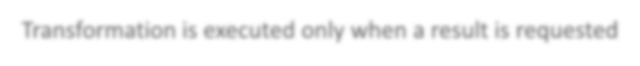 Transformation is executed only when a result is requested